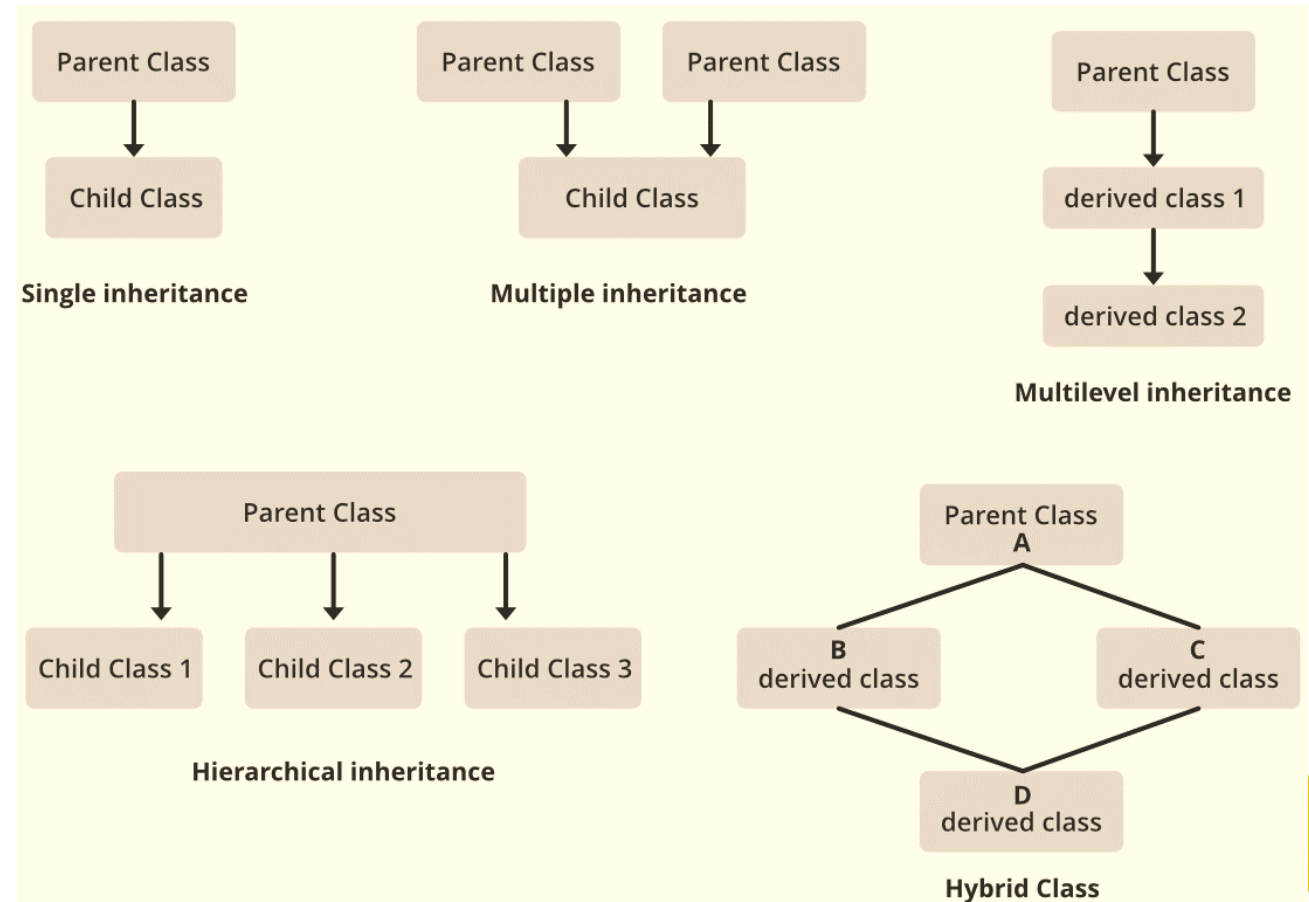 Parent Class
Child Class
Single inheritance
Parent Class
Parent Class
Child Class
Multiple inheritance
Parent Class
derived class 1
derived class 2
Multilevel inheritance
Parent Class
Child Class 1
Child Class 2
Child Class 3
Hierarchical inheritance
Parent Class
A
B
derived class
C
derived class
D
derived class
Hybrid Class